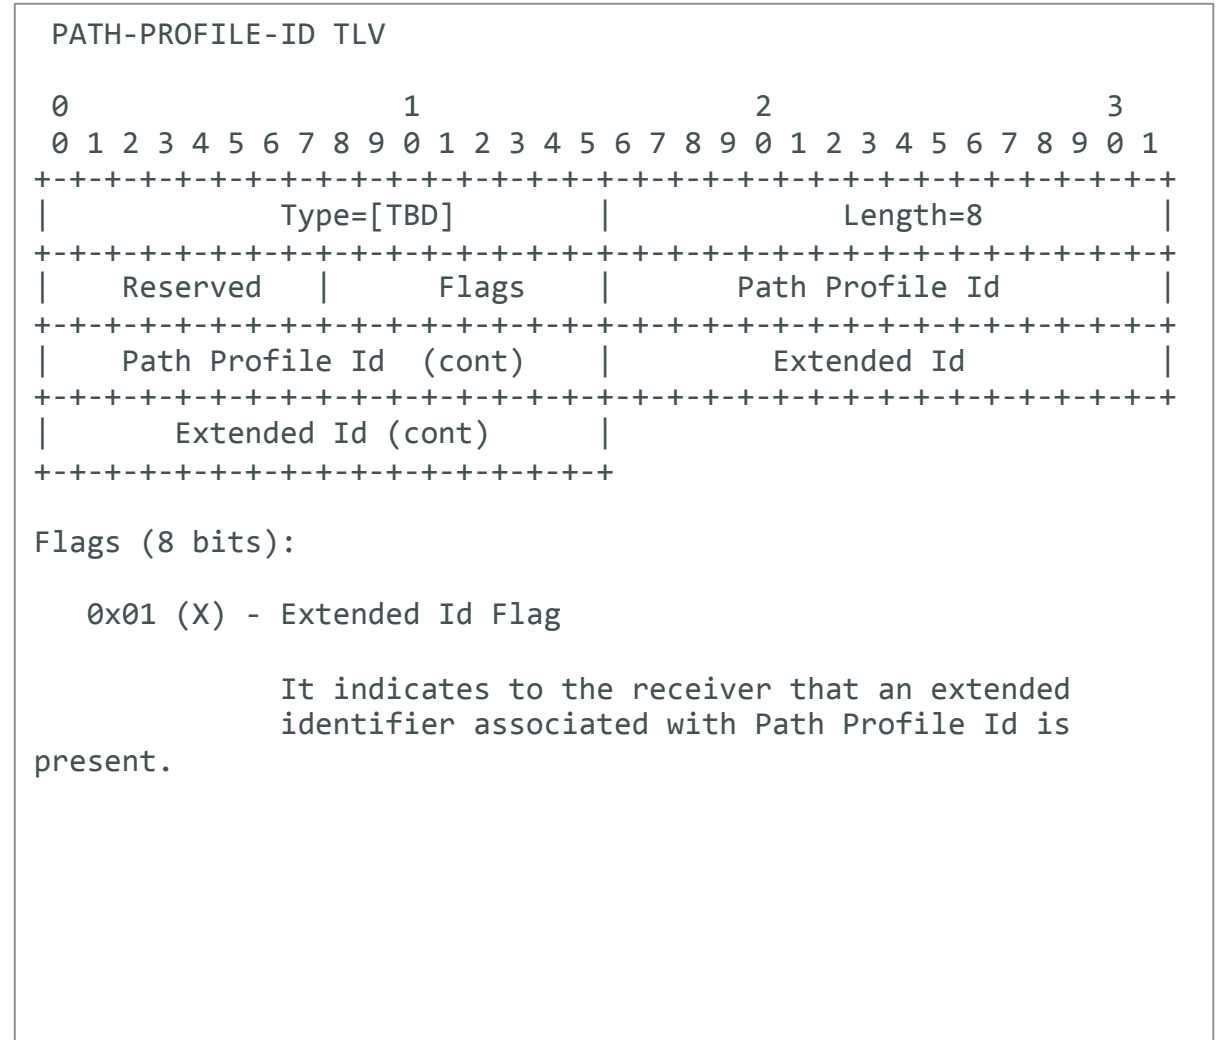 PATH-PROFILE-ID TLV
 0                   1                   2                   3
 0 1 2 3 4 5 6 7 8 9 0 1 2 3 4 5 6 7 8 9 0 1 2 3 4 5 6 7 8 9 0 1
+-+-+-+-+-+-+-+-+-+-+-+-+-+-+-+-+-+-+-+-+-+-+-+-+-+-+-+-+-+-+-+-+
|             Type=[TBD]        |             Length=8          |
+-+-+-+-+-+-+-+-+-+-+-+-+-+-+-+-+-+-+-+-+-+-+-+-+-+-+-+-+-+-+-+-+
|    Reserved   |      Flags    |       Path Profile Id         |
+-+-+-+-+-+-+-+-+-+-+-+-+-+-+-+-+-+-+-+-+-+-+-+-+-+-+-+-+-+-+-+-+
|    Path Profile Id  (cont)    |         Extended Id           |
+-+-+-+-+-+-+-+-+-+-+-+-+-+-+-+-+-+-+-+-+-+-+-+-+-+-+-+-+-+-+-+-+
|       Extended Id (cont)      |
+-+-+-+-+-+-+-+-+-+-+-+-+-+-+-+-+
Flags (8 bits):
   0x01 (X) - Extended Id Flag
              It indicates to the receiver that an extended
              identifier associated with Path Profile Id is
present.